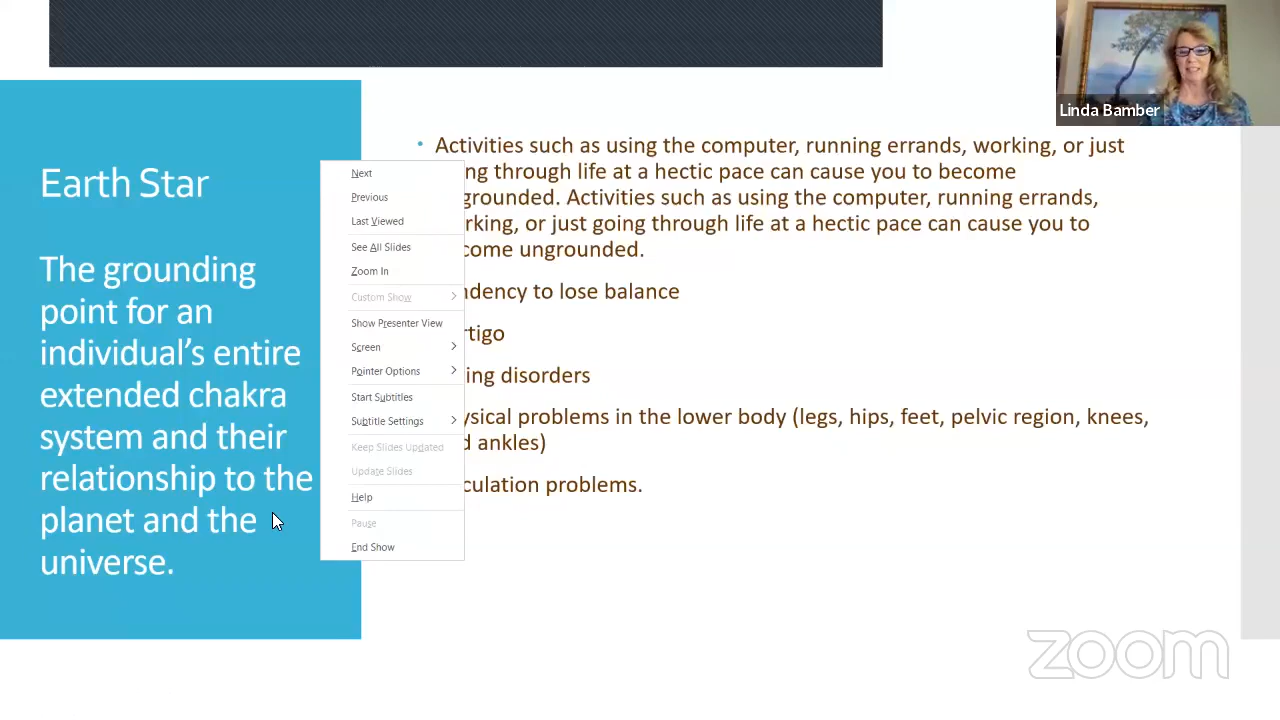 Linda Bamber
Earth Star
The grounding
point for an
individual's entire
extended chakra
system and their
relationship to the
planet and the
universe.
Next
Previous
Last Viewed
See All Slides
Zoom In
Custom Show
Show Presenter View
Screen
Pointer Options
Start Subtitles
Subtitle Settings
Keep Slides Updated
Update Slides
Help
Pause
End Show
• Activities such as using the computer, running errands, working, or just
ng through life at a hectic pace can cause you to become
grounded. Activities such as using the computer, running errands,
rking, or just going through life at a hectic pace can cause you to
come ungrounded.
ndency to lose balance
rtigo
ing disorders
ysical problems in the lower body (legs, hips, feet, pelvic region, knees,
d ankles)
culation problems.
zoom